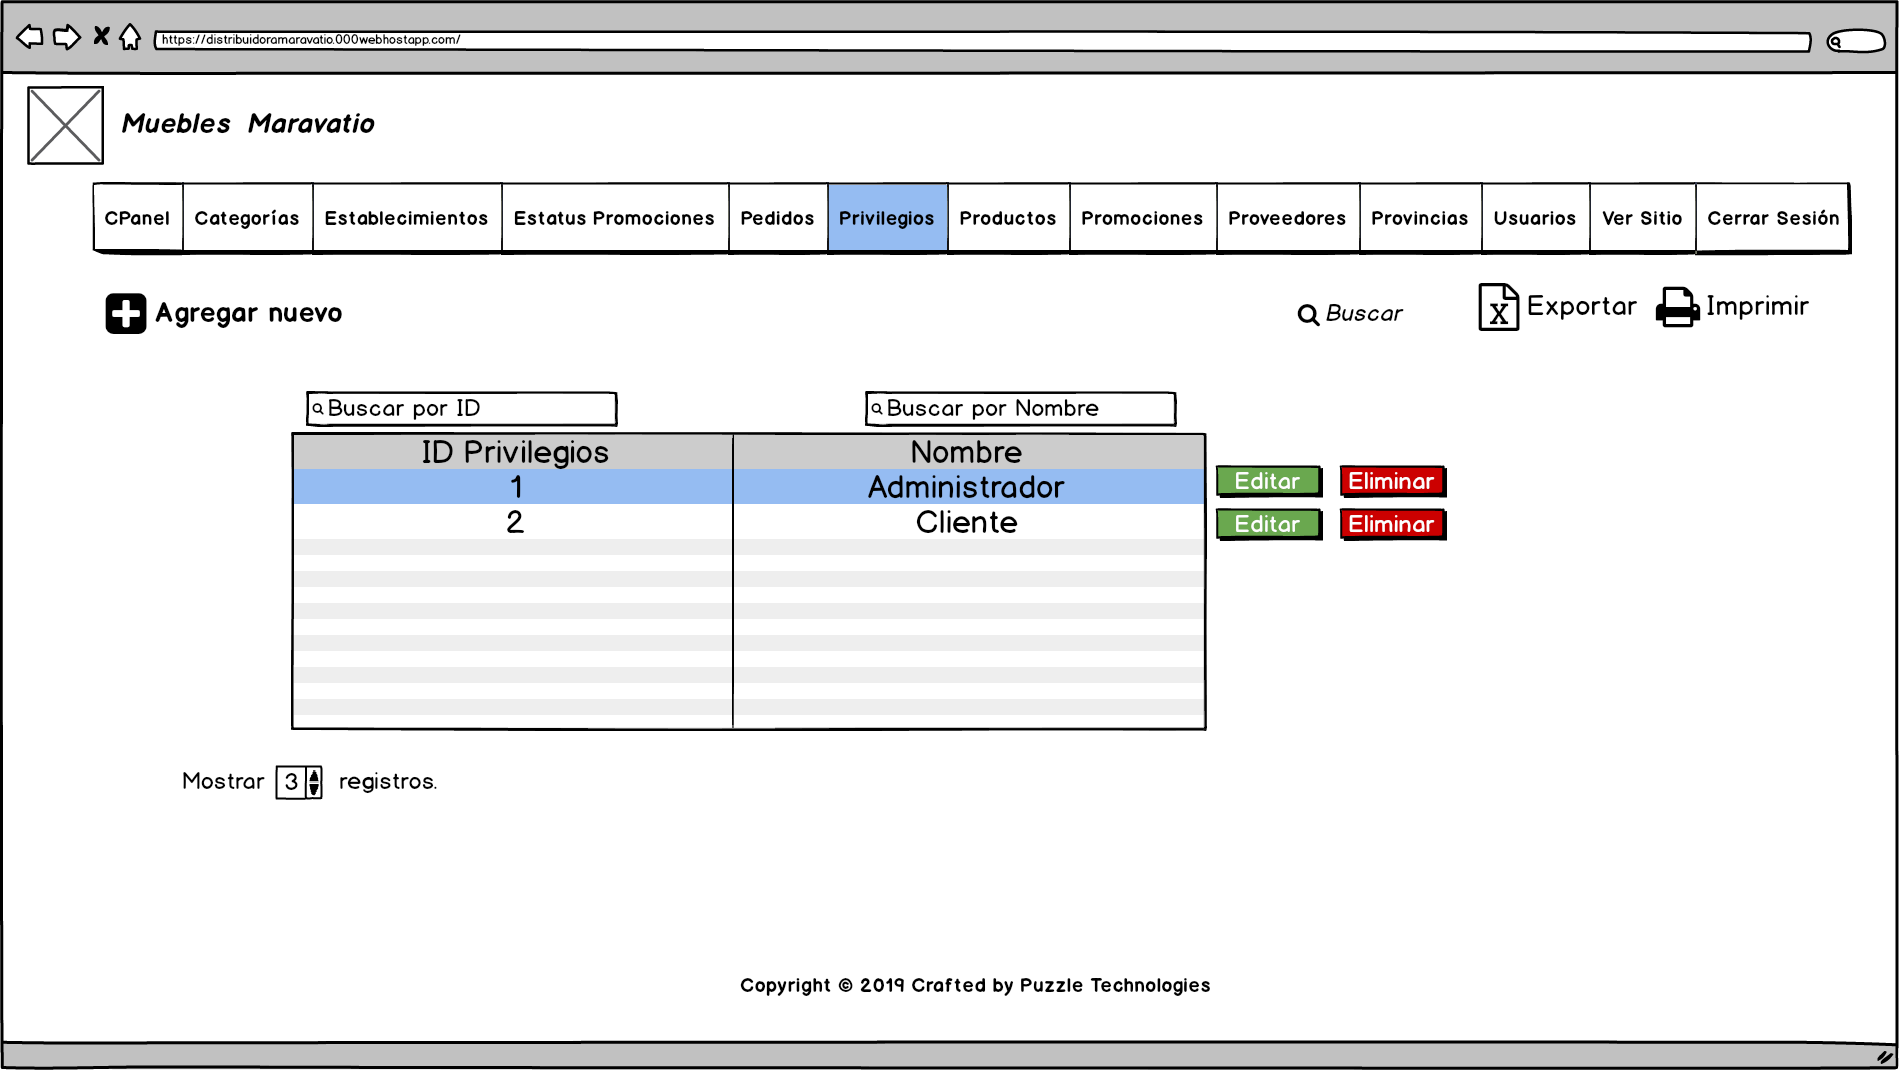 https://distribuidoramaravatio.000webhostapp.com/
Muebles Maravatio
CPanel Categorías Establecimientos Estatus Promociones Pedidos Privilegios Productos Promociones Proveedores Provincias Usuarios Ver Sitio Cerrar Sesión
Agregar nuevo Buscar Exportar Imprimir
Buscar por ID Buscar por Nombre
ID Privilegios Nombre
1 Administrador Editar Eliminar
2 Cliente Editar Eliminar
Mostrar 3 registros.
Copyright © 2019 Crafted by Puzzle Technologies